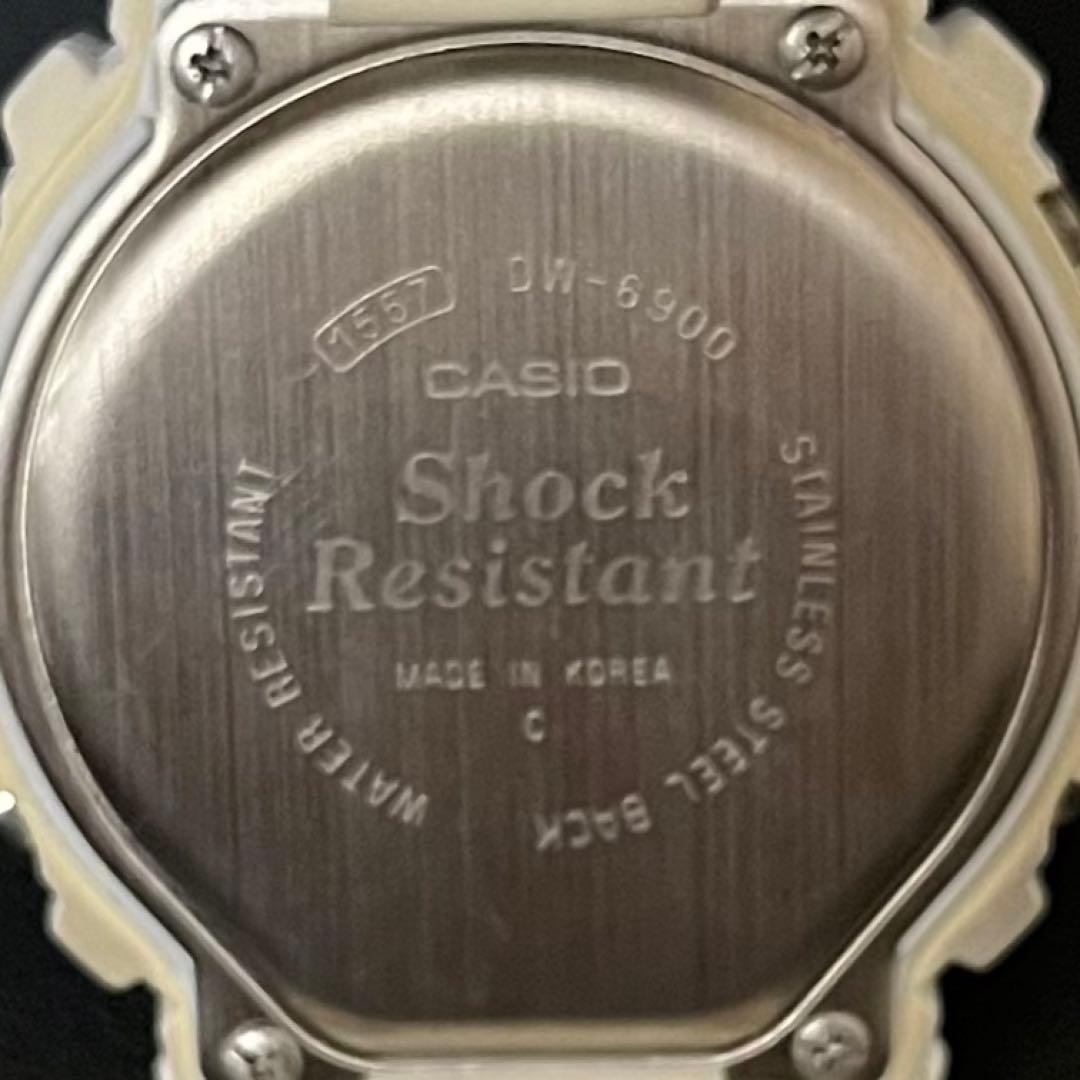 1557 DW-6900
CASIO
Shock
Resistant
MADE IN KOREA
C
WATER RESISTANT
STAINLESS STEEL BACK